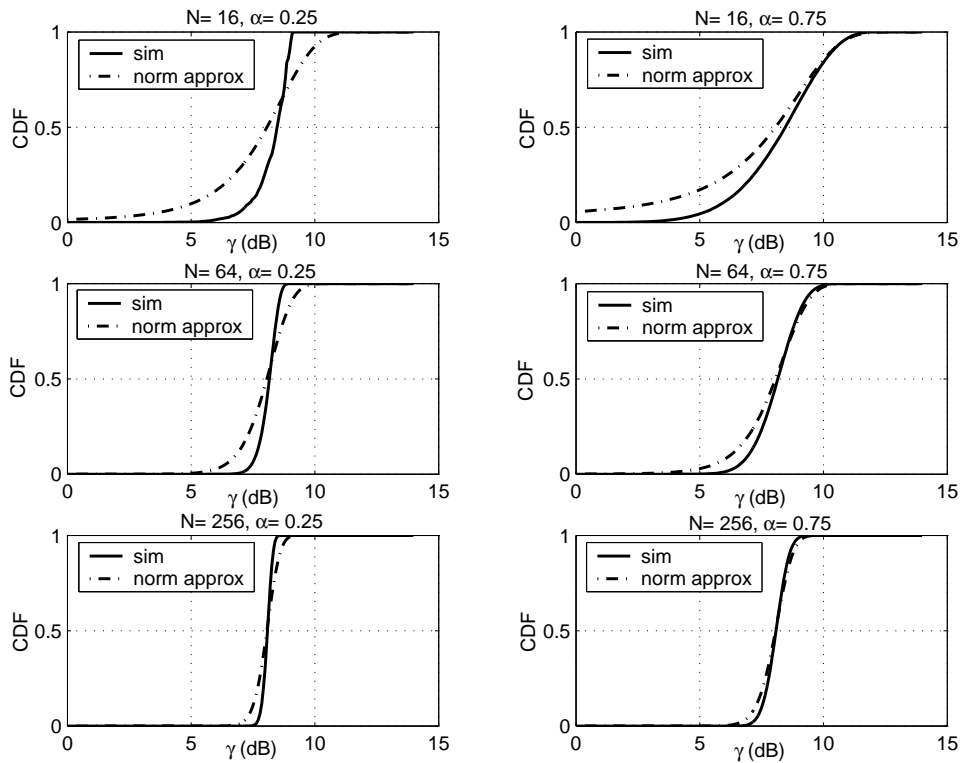 N= 16, α= 0.25
sim
norm approx
CDF
1
0.5
0
0
5
10
15
γ (dB)
N= 16, α= 0.75
sim
norm approx
CDF
1
0.5
0
0
5
10
15
γ (dB)
N= 64, α= 0.25
sim
norm approx
CDF
1
0.5
0
0
5
10
15
γ (dB)
N= 64, α= 0.75
sim
norm approx
CDF
1
0.5
0
0
5
10
15
γ (dB)
N= 256, α= 0.25
sim
norm approx
CDF
1
0.5
0
0
5
10
15
γ (dB)
N= 256, α= 0.75
sim
norm approx
CDF
1
0.5
0
0
5
10
15
γ (dB)